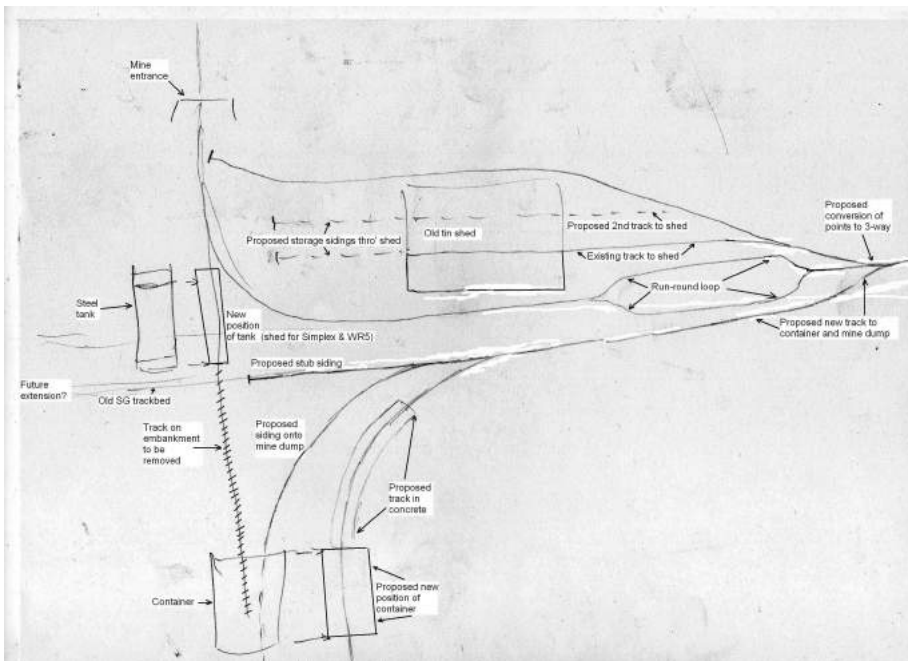 Mine
entrance
Proposed
conversion of
points to 3-way
Proposed storage sidings thro' shed
Old tin shed
Proposed 2nd track to shed
Existing track to shed
Run-round loop
Steel
tank
New
position
of tank (shed for Simplex & WR5)
Proposed new track to
container and mine dump
Proposed stub siding
Future
extension?
Old SG trackbed
Track on
embankment
to be
removed
Proposed
siding onto
mine dump
Proposed
track in
concrete
Container
Proposed new
position of
container